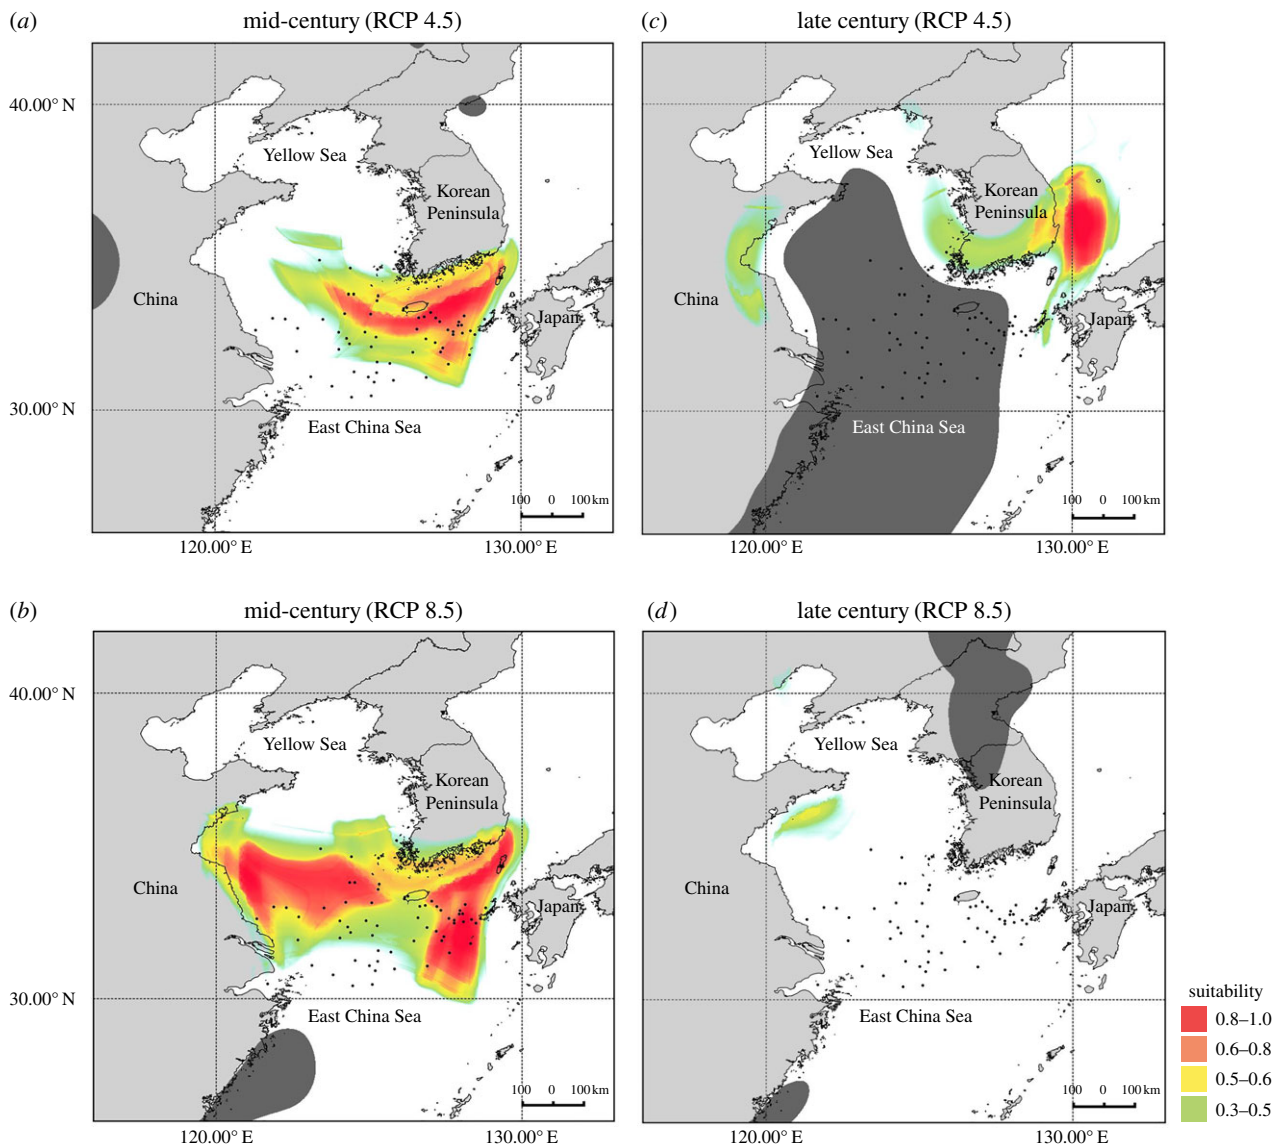 (a) mid-century (RCP 4.5)
40.00° N
30.00° N
120.00° E
130.00° E
Yellow Sea
Korean
Peninsula
China
Japan
East China Sea
100 0 100 km
(c) late century (RCP 4.5)
Yellow Sea
Korean
Peninsula
China
Japan
East China Sea
100 0 100 km
120.00° E
130.00° E
(b) mid-century (RCP 8.5)
40.00° N
30.00° N
Yellow Sea
Korean
Peninsula
China
Japan
East China Sea
100 0 100 km
120.00° E
130.00° E
(d) late century (RCP 8.5)
Yellow Sea
Korean
Peninsula
China
Japan
East China Sea
100 0 100 km
120.00° E
130.00° E
suitability
0.8–1.0
0.6–0.8
0.5–0.6
0.3–0.5